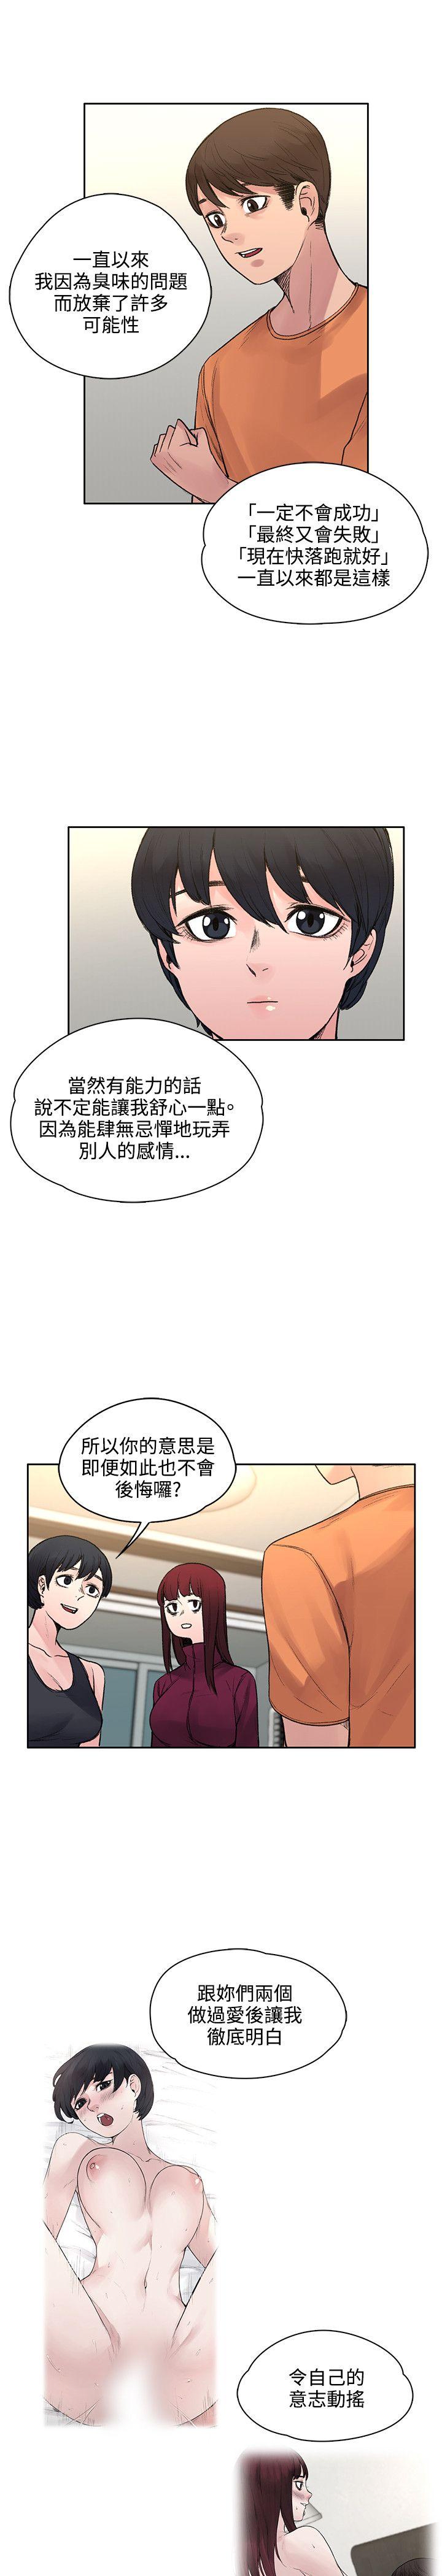 一直以來
我因為臭味的問題
而放棄了許多
可能性
「一定不會成功」
「最終又會失敗」
「現在快落跑就好」
一直以來都是這樣
當然有能力的話
說不定能讓我舒心一點。
因為能肆無忌憚地玩弄
別人的感情...
所以你的意思是
即便如此也不會
後悔囉?
跟妳們兩個
做過愛後讓我
徹底明白
令自己的
意志動搖